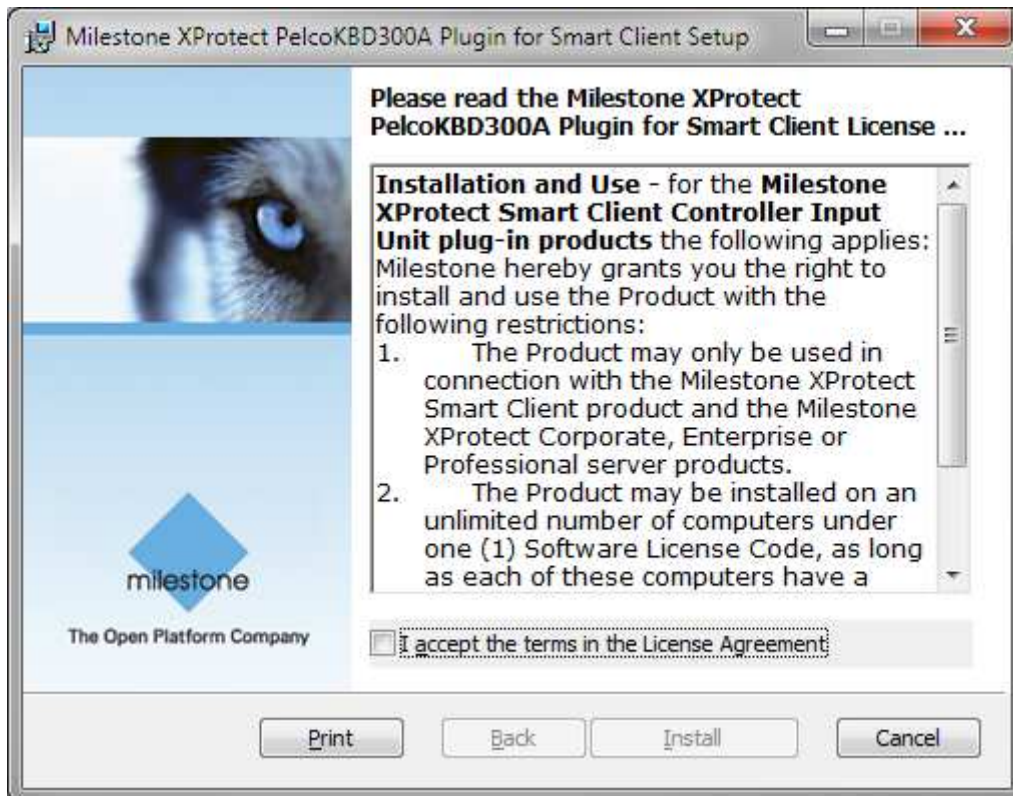 Milestone XProtect PelcoKBD300A Plugin for Smart Client Setup
Please read the Milestone XProtect
PelcoKBD300A Plugin for Smart Client License ...
Installation and Use - for the Milestone
XProtect Smart Client Controller Input
Unit plug-in products the following applies:
Milestone hereby grants you the right to
install and use the Product with the
following restrictions:
1. The Product may only be used in
connection with the Milestone XProtect
Smart Client product and the Milestone
XProtect Corporate, Enterprise or
Professional server products.
2. The Product may be installed on an
unlimited number of computers under
one (1) Software License Code, as long
as each of these computers have a
milestone
The Open Platform Company
I accept the terms in the License Agreement
Print
Back
Install
Cancel